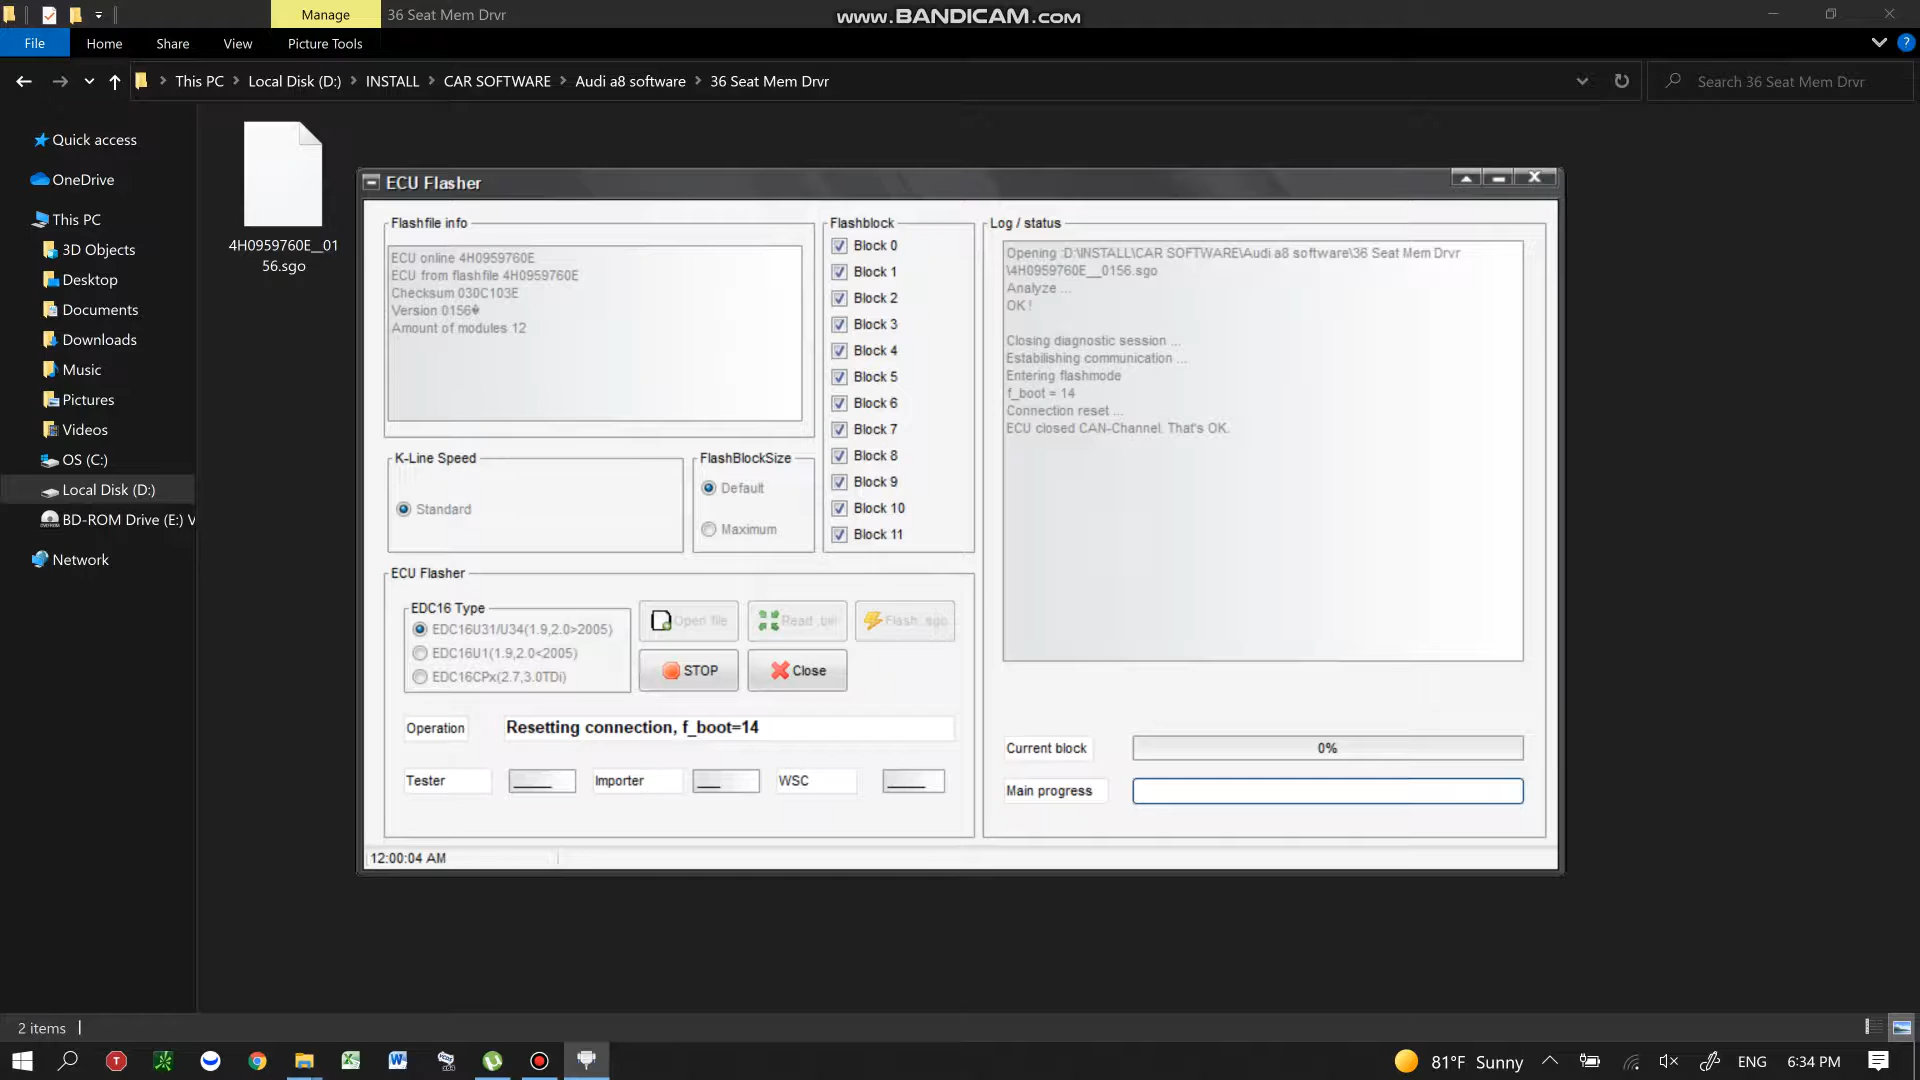 Manage
36 Seat Mem Drvr
www.BANDICAM.com
File
Home
Share
View
Picture Tools
This PC
Local Disk (D:)
INSTALL
CAR SOFTWARE
Audi a8 software
36 Seat Mem Drvr
Search 36 Seat Mem Drvr
Quick access
OneDrive
This PC
3D Objects
Desktop
Documents
Downloads
Music
Pictures
Videos
OS (C:)
Local Disk (D:)
BD-ROM Drive (E:) V
Network
4H0959760E__01
56.sgo
ECU Flasher
Flashfile info
ECU online 4H0959760E
ECU from flashfile 4H0959760E
Checksum 030C103E
Version 0156�
Amount of modules 12
K-Line Speed
Standard
FlashBlockSize
Default
Maximum
Flashblock
Block 0
Block 1
Block 2
Block 3
Block 4
Block 5
Block 6
Block 7
Block 8
Block 9
Block 10
Block 11
ECU Flasher
EDC16 Type
EDC16U31/U34(1.9,2.0>2005)
EDC16U1(1.9,2.0<2005)
EDC16CPx(2.7,3.0TDi)
Open file
Read .bin
Flash .sgo
STOP
Close
Operation
Resetting connection, f_boot=14
Tester
Importer
WSC
Log / status
Opening :D:\INSTALL\CAR SOFTWARE\Audi a8 software\36 Seat Mem Drvr
\4H0959760E__0156.sgo
Analyze ...
OK !
Closing diagnostic session ...
Estabilishing communication ...
Entering flashmode
f_boot = 14
Connection reset ...
ECU closed CAN-Channel. That's OK.
Current block
0%
Main progress
12:00:04 AM
2 items
81°F Sunny
ENG
6:34 PM